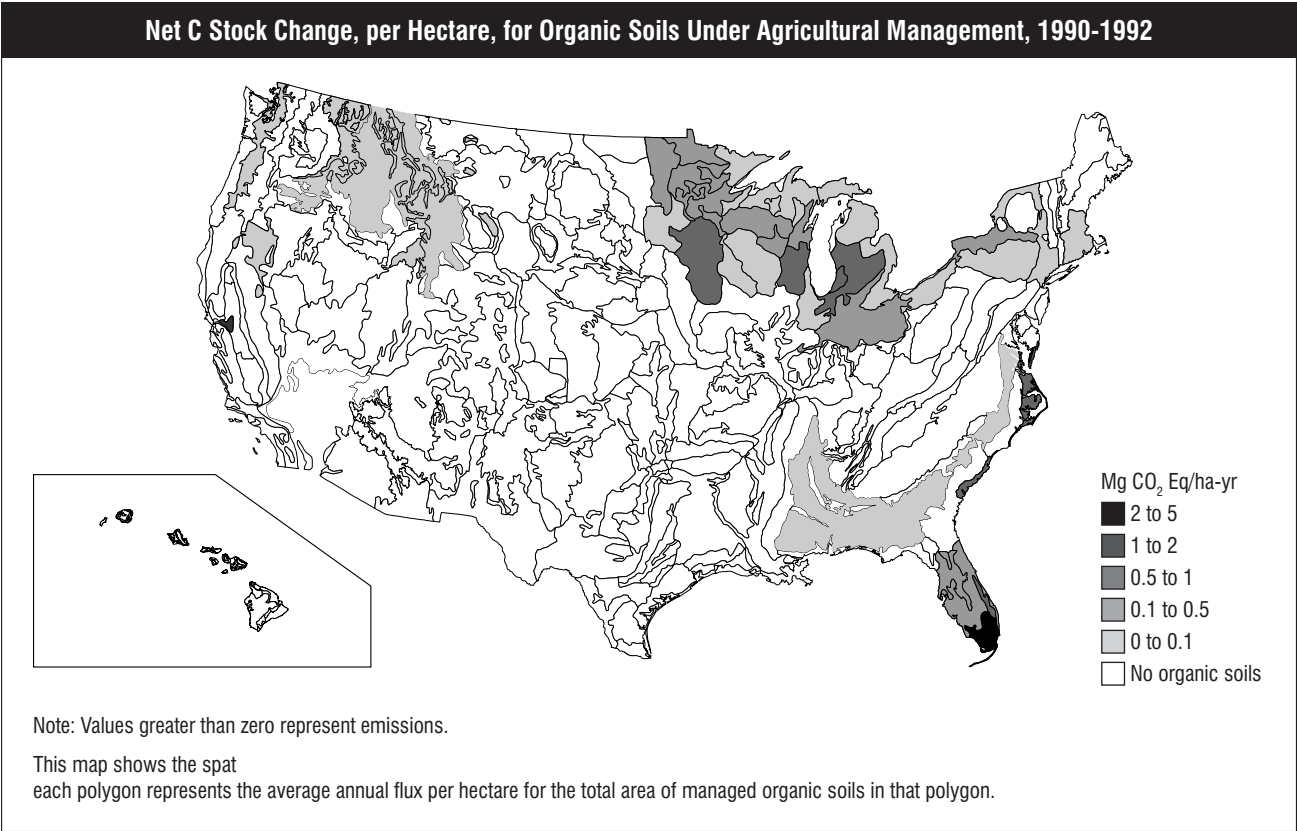 Net C Stock Change, per Hectare, for Organic Soils Under Agricultural Management, 1990-1992
Mg CO₂ Eq/ha-yr
2 to 5
1 to 2
0.5 to 1
0.1 to 0.5
0 to 0.1
No organic soils
Note: Values greater than zero represent emissions.
This map shows the spat
each polygon represents the average annual flux per hectare for the total area of managed organic soils in that polygon.